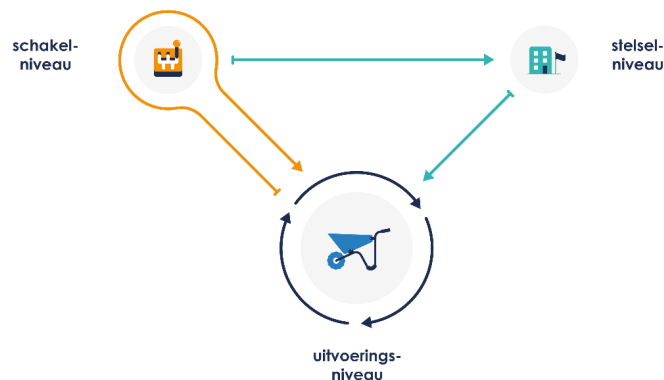 schakel-
niveau
stelsel-
niveau
uitvoerings-
niveau